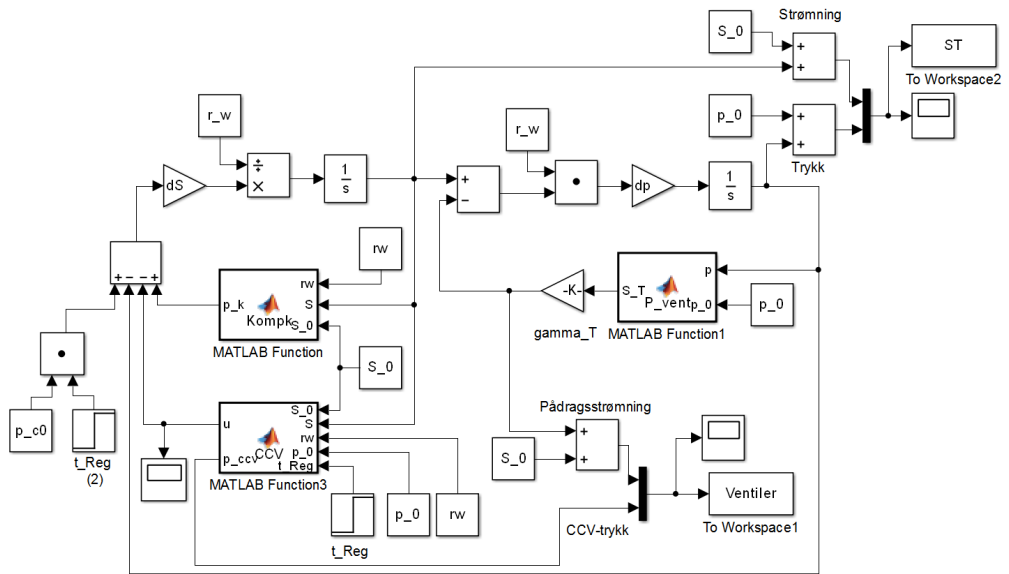 Strømning
S_0
+
+
ST
To Workspace2
p_0
+
+
Trykk
r_w
÷
×
dS
1
s
r_w
+
−
dp
1
s
+ − − +
rw
p_k
rw
Kompk
S
S_0
MATLAB Function
S_0
-K-
gamma_T
S_T
p
P_vent
p_0
MATLAB Function1
p_0
p_c0
t_Reg
(2)
u
p_ccv
CCV
S_0
S
rw
p_0
t_Reg
MATLAB Function3
t_Reg
p_0
rw
Pådragsstrømning
S_0
+
+
CCV-trykk
Ventiler
To Workspace1